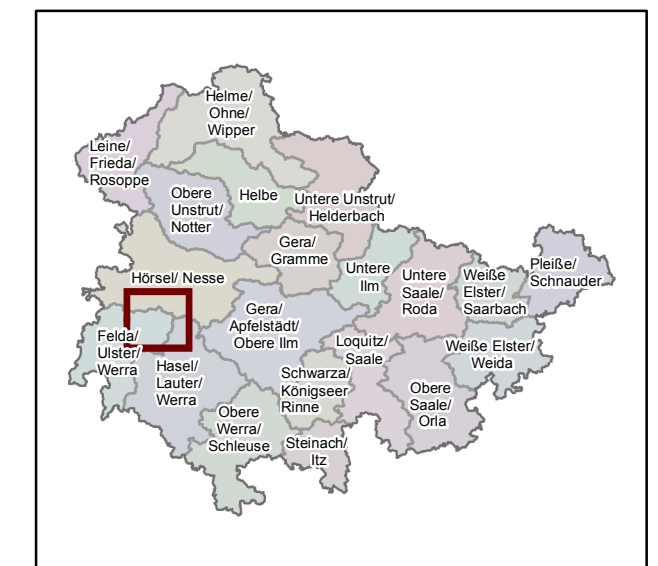 Helme/
Ohne/
Wipper
Leine/
Frieda/
Rosoppe
Obere
Unstrut/
Notter
Helbe
Untere Unstrut/
Helderbach
Gera/
Gramme
Hörsel/ Nesse
Untere
Ilm
Untere
Saale/
Roda
Weiße
Elster/
Saarbach
Pleiße/
Schnauder
Felda/
Ulster/
Werra
Gera/
Apfelstädt/
Obere Ilm
Hasel/
Lauter/
Werra
Loquitz/
Saale
Weiße Elster/
Weida
Schwarza/
Königseer
Rinne
Obere
Saale/
Orla
Obere
Werra/
Schleuse
Steinach/
Itz